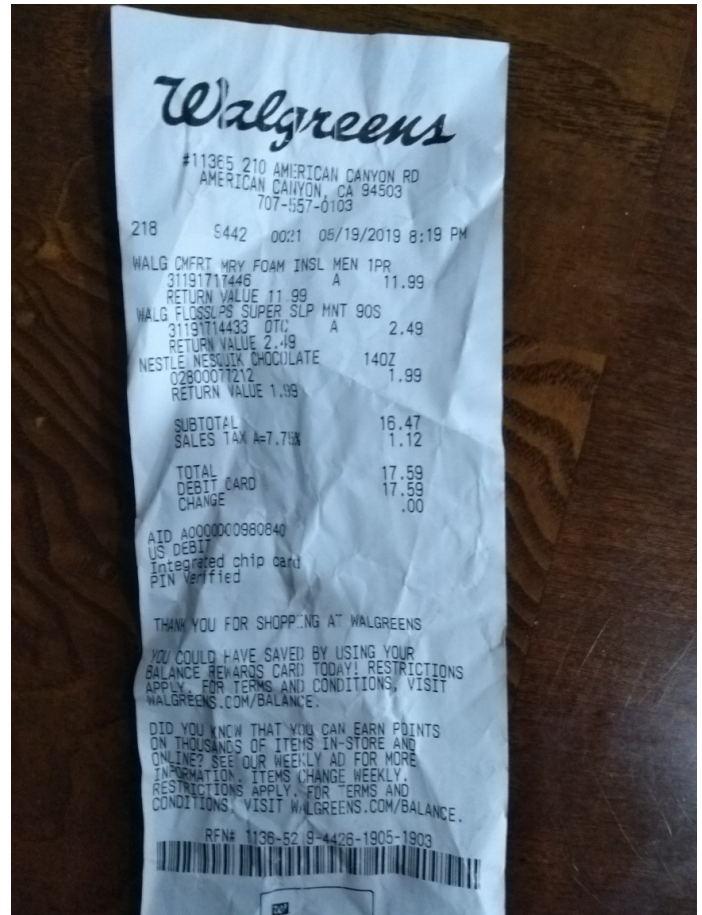 Walgreens
#11365 210 AMERICAN CANYON RD
AMERICAN CANYON, CA 94503
707-557-0103
218 9442 0021 05/19/2019 8:19 PM
WALG CMFRT MRY FOAM INSL MEN 1PR
31191717446 A 11.99
RETURN VALUE 11.99
WALG FLOSSUPS SUPER SLP MNT 90S
31191714433 OTC A 2.49
RETURN VALUE 2.49
NESTLE NESQUIK CHOCOLATE 14OZ
02800077212 1.99
RETURN VALUE 1.99
SUBTOTAL 16.47
SALES TAX A=7.75% 1.12
TOTAL 17.59
DEBIT CARD 17.59
CHANGE .00
AID A0000000980840
US DEBIT
Integrated chip card
PIN Verified
THANK YOU FOR SHOPPING AT WALGREENS
YOU COULD HAVE SAVED BY USING YOUR
BALANCE REWARDS CARD TODAY! RESTRICTIONS
APPLY. FOR TERMS AND CONDITIONS, VISIT
WALGREENS.COM/BALANCE.
DID YOU KNOW THAT YOU CAN EARN POINTS
ON THOUSANDS OF ITEMS IN-STORE AND
ONLINE? SEE OUR WEEKLY AD FOR MORE
INFORMATION. ITEMS CHANGE WEEKLY.
RESTRICTIONS APPLY. FOR TERMS AND
CONDITIONS, VISIT WALGREENS.COM/BALANCE.
RFN# 1136-5219-4426-1905-1903